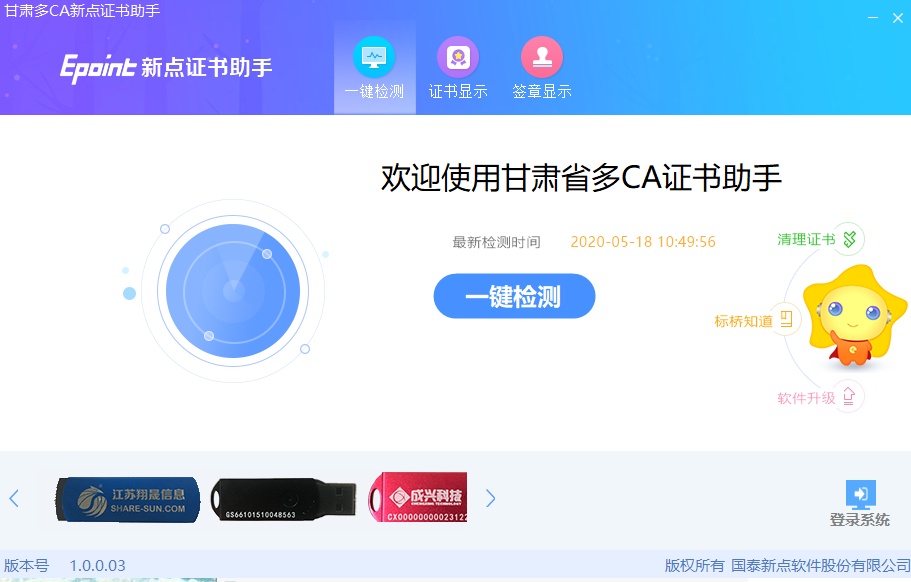 甘肃多CA新点证书助手
Epoint 新点证书助手
一键检测
证书显示
签章显示
欢迎使用甘肃省多CA证书助手
最新检测时间 2020-05-18 10:49:56
一键检测
清理证书
标桥知道
软件升级
江苏翔晟信息
SHARE-SUN.COM
GS66101510048563
成兴科技
CX00000000023122
登录系统
版本号 1.0.0.03
版权所有 国泰新点软件股份有限公司